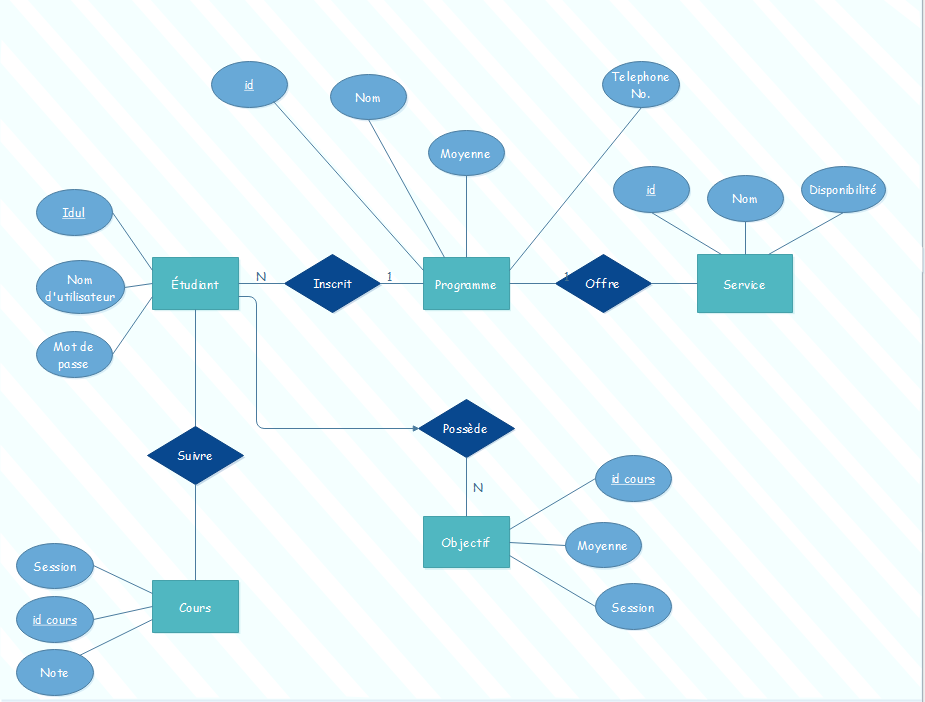 id
Nom
Telephone
No.
Moyenne
id
Nom
Disponibilité
Idul
Nom
d'utilisateur
Mot de
passe
Étudiant
N
Inscrit
1
Programme
1
Offre
Service
Possède
Suivre
N
id cours
Objectif
Moyenne
Session
Session
id cours
Note
Cours